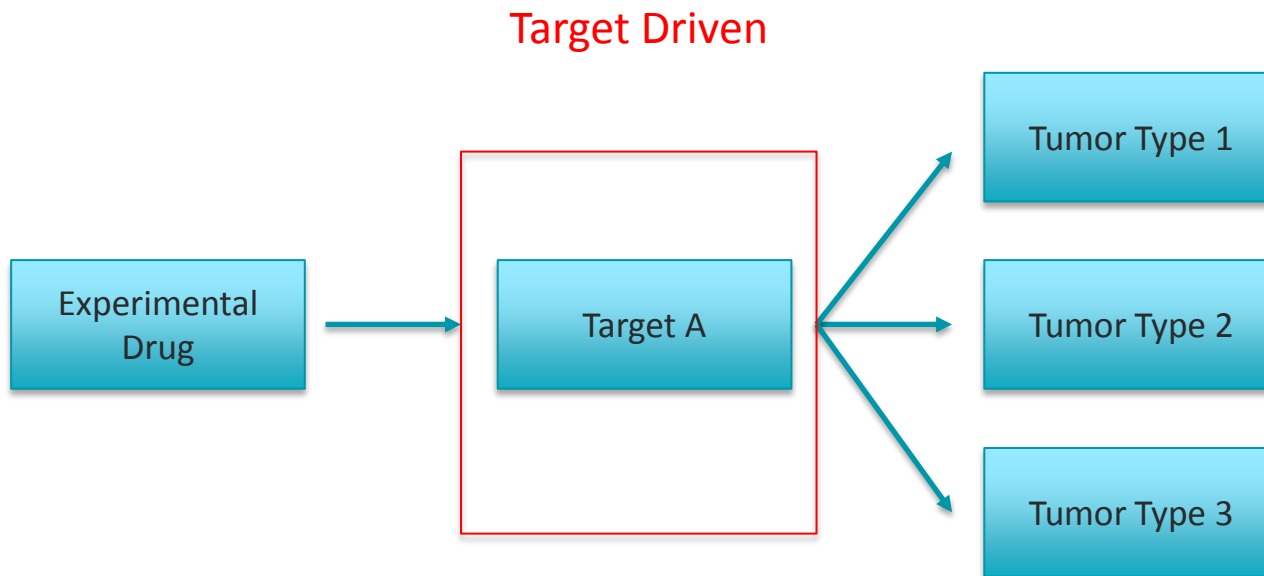 Target Driven
Experimental
Drug
Target A
Tumor Type 1
Tumor Type 2
Tumor Type 3